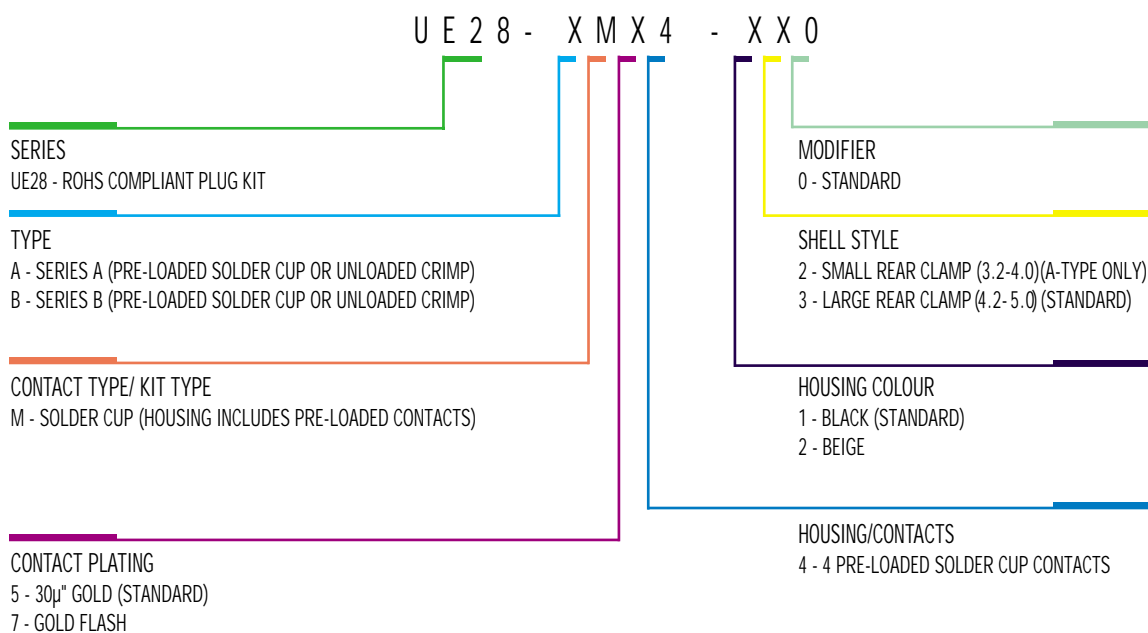 UE28- XMX4 - XX0
SERIES
UE28 - ROHS COMPLIANT PLUG KIT
TYPE
A - SERIES A (PRE-LOADED SOLDER CUP OR UNLOADED CRIMP)
B - SERIES B (PRE-LOADED SOLDER CUP OR UNLOADED CRIMP)
CONTACT TYPE/ KIT TYPE
M - SOLDER CUP (HOUSING INCLUDES PRE-LOADED CONTACTS)
CONTACT PLATING
5 - 30µ" GOLD (STANDARD)
7 - GOLD FLASH
MODIFIER
0 - STANDARD
SHELL STYLE
2 - SMALL REAR CLAMP (3.2-4.0)(A-TYPE ONLY)
3 - LARGE REAR CLAMP (4.2-5.0) (STANDARD)
HOUSING COLOUR
1 - BLACK (STANDARD)
2 - BEIGE
HOUSING/CONTACTS
4 - 4 PRE-LOADED SOLDER CUP CONTACTS